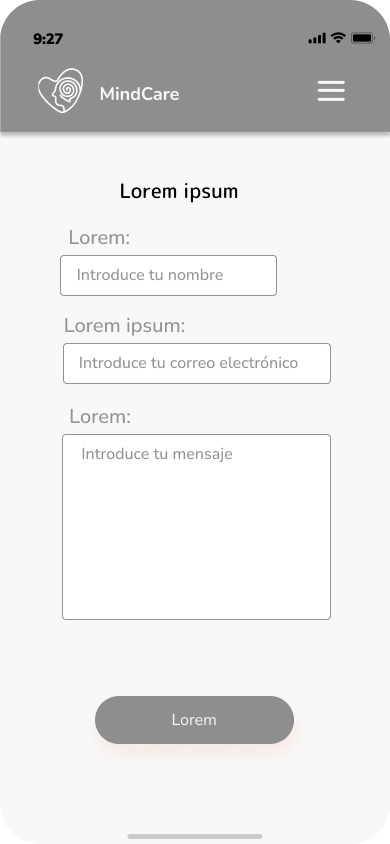 9:27
MindCare
Lorem ipsum
Lorem:
Introduce tu nombre
Lorem ipsum:
Introduce tu correo electrónico
Lorem:
Introduce tu mensaje
Lorem